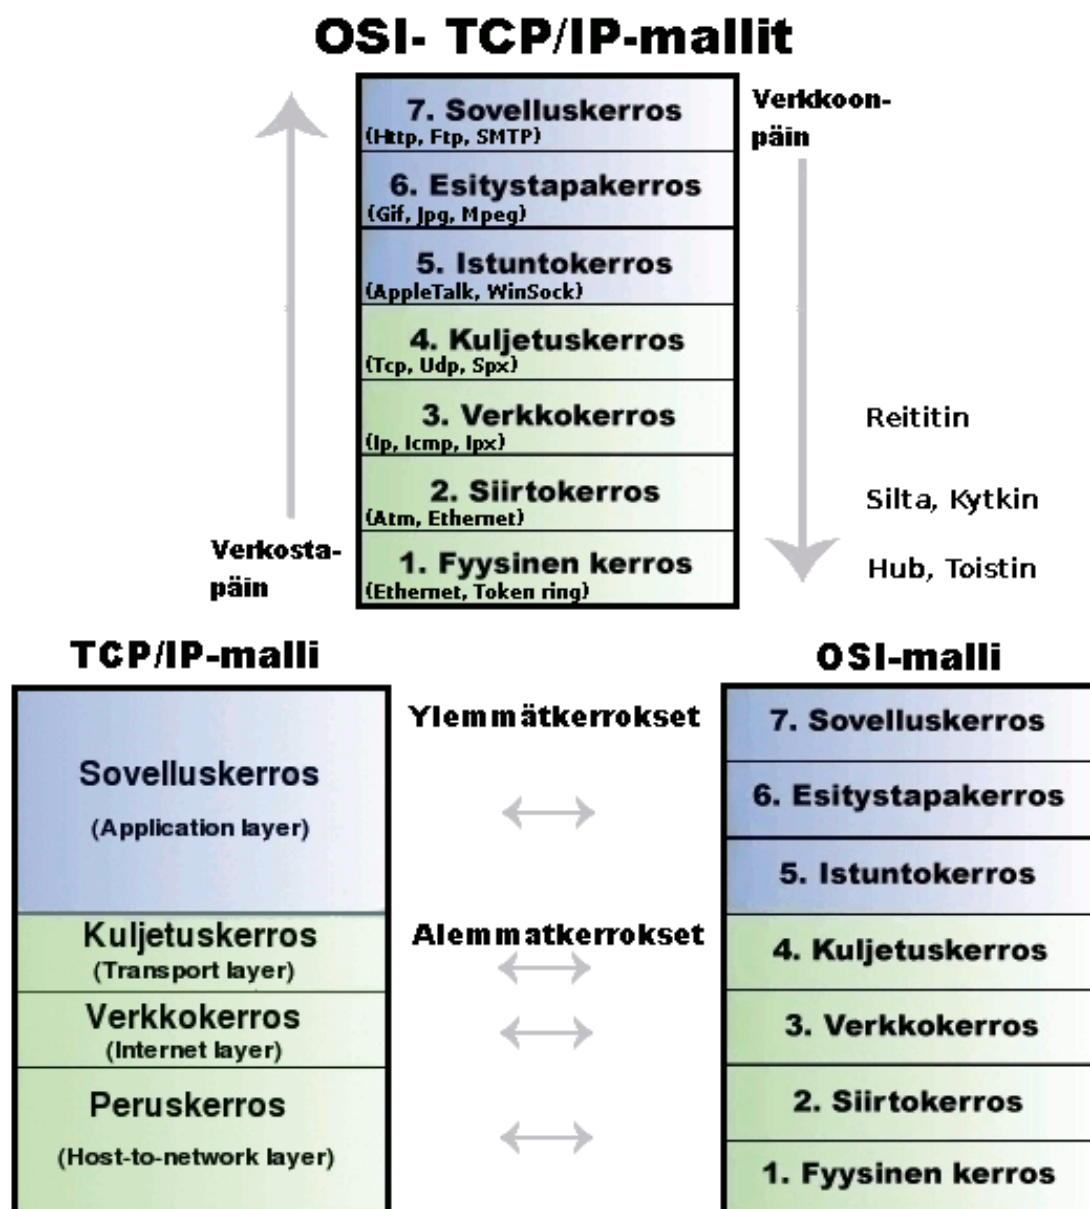 OSI- TCP/IP-mallit
7. Sovelluskerros
(Http, Ftp, SMTP)
6. Esitystapakerros
(Gif, Jpg, Mpeg)
5. Istuntokerros
(AppleTalk, WinSock)
4. Kuljetuskerros
(Tcp, Udp, Spx)
3. Verkkokerros
(Ip, Icmp, Ipx)
2. Siirtokerros
(Atm, Ethernet)
1. Fyysinen kerros
(Ethernet, Token ring)
Verkkoon-
päin
Reititin
Silta, Kytkin
Hub, Toistin
Verkosta-
päin
TCP/IP-malli
Sovelluskerros
(Application layer)
Kuljetuskerros
(Transport layer)
Verkkokerros
(Internet layer)
Peruskerros
(Host-to-network layer)
Ylemmätkerrokset
Alemmatkerrokset
OSI-malli
7. Sovelluskerros
6. Esitystapakerros
5. Istuntokerros
4. Kuljetuskerros
3. Verkkokerros
2. Siirtokerros
1. Fyysinen kerros